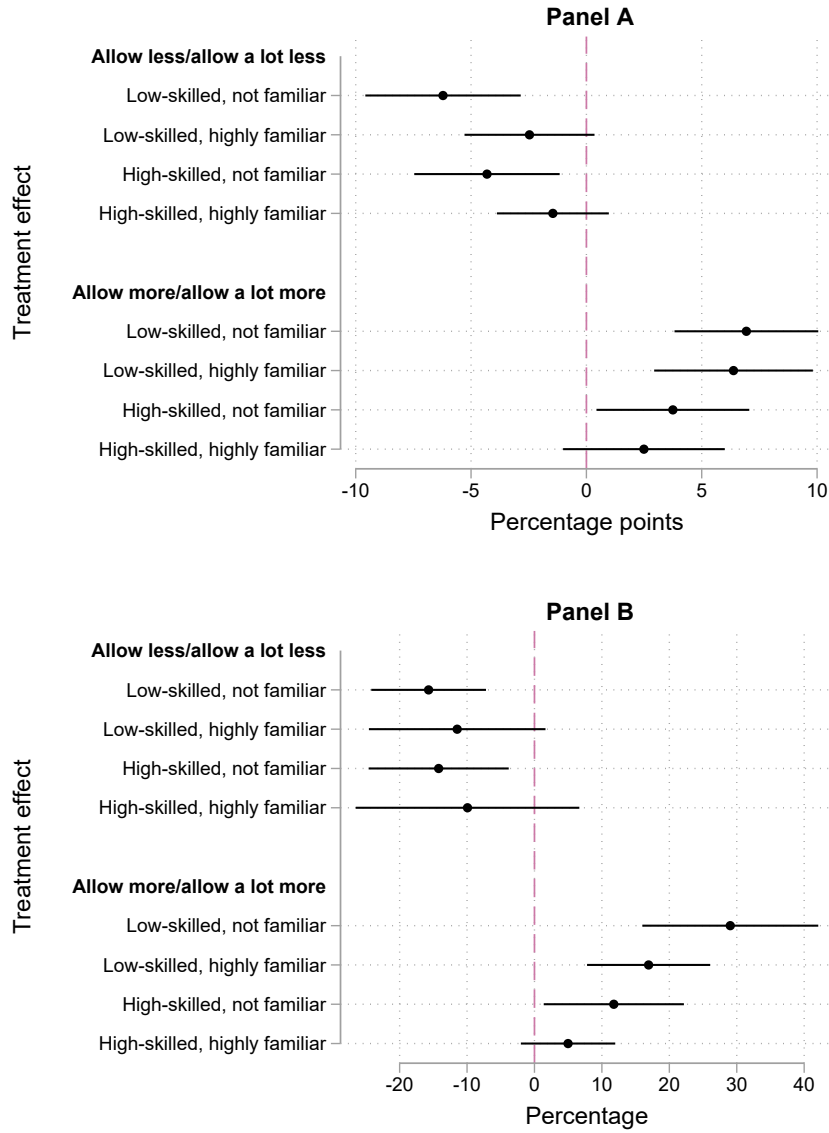 Panel A
Treatment effect
Allow less/allow a lot less
Low-skilled, not familiar
Low-skilled, highly familiar
High-skilled, not familiar
High-skilled, highly familiar
Allow more/allow a lot more
Low-skilled, not familiar
Low-skilled, highly familiar
High-skilled, not familiar
High-skilled, highly familiar
-10 -5 0 5 10
Percentage points
Panel B
Treatment effect
Allow less/allow a lot less
Low-skilled, not familiar
Low-skilled, highly familiar
High-skilled, not familiar
High-skilled, highly familiar
Allow more/allow a lot more
Low-skilled, not familiar
Low-skilled, highly familiar
High-skilled, not familiar
High-skilled, highly familiar
-20 -10 0 10 20 30 40
Percentage